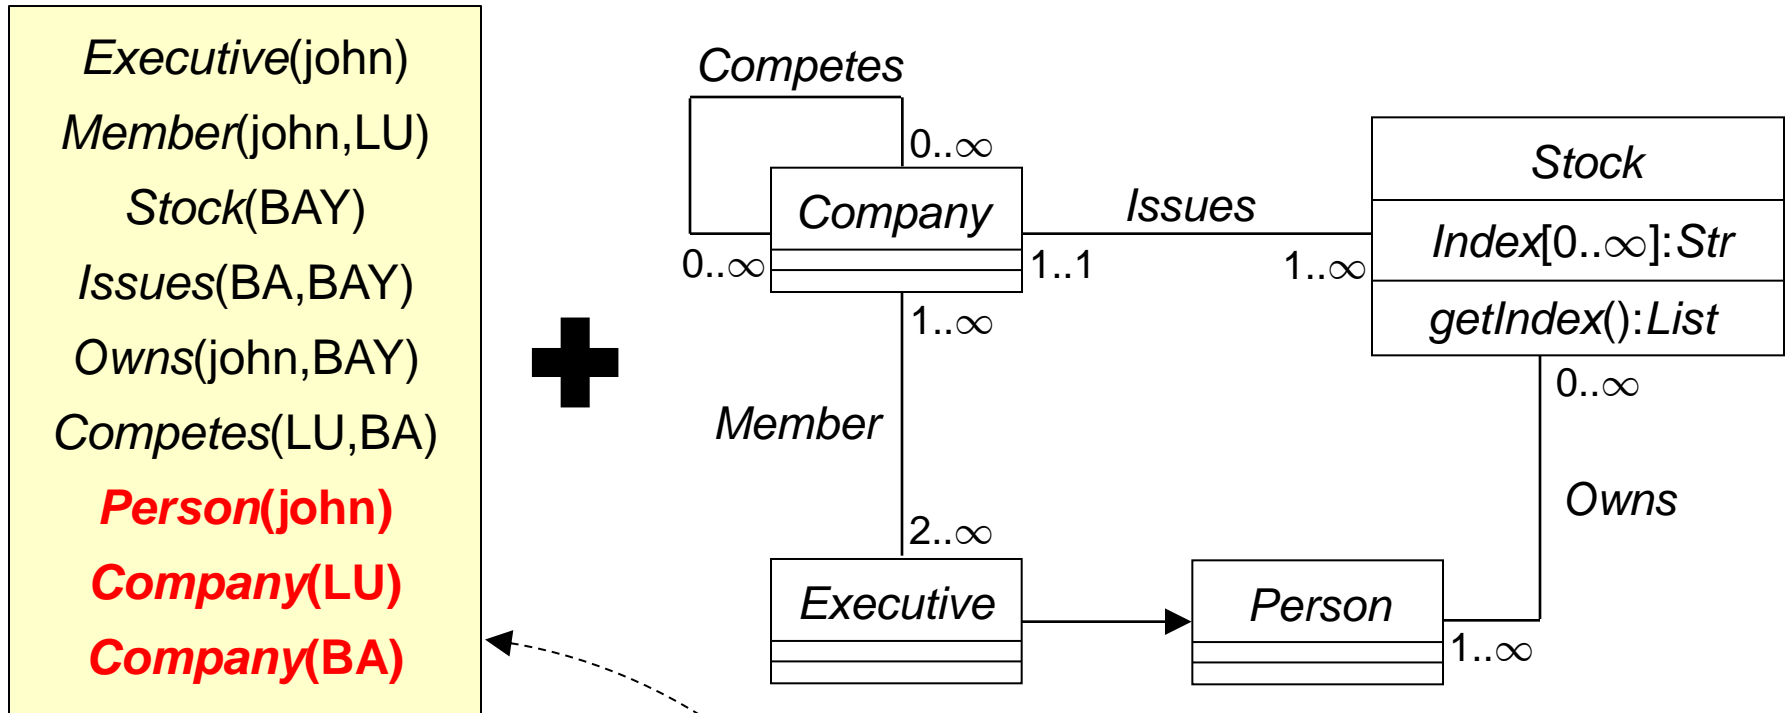 Executive(john)
Member(john,LU)
Stock(BAY)
Issues(BA,BAY)
Owns(john,BAY)
Competes(LU,BA)
Person(john)
Company(LU)
Company(BA)
Competes
0..∞
Company
0..∞
1..1
Issues
1..∞
Stock
Index[0..∞]:Str
getIndex():List
1..∞
0..∞
Member
Owns
2..∞
Executive
Person
1..∞